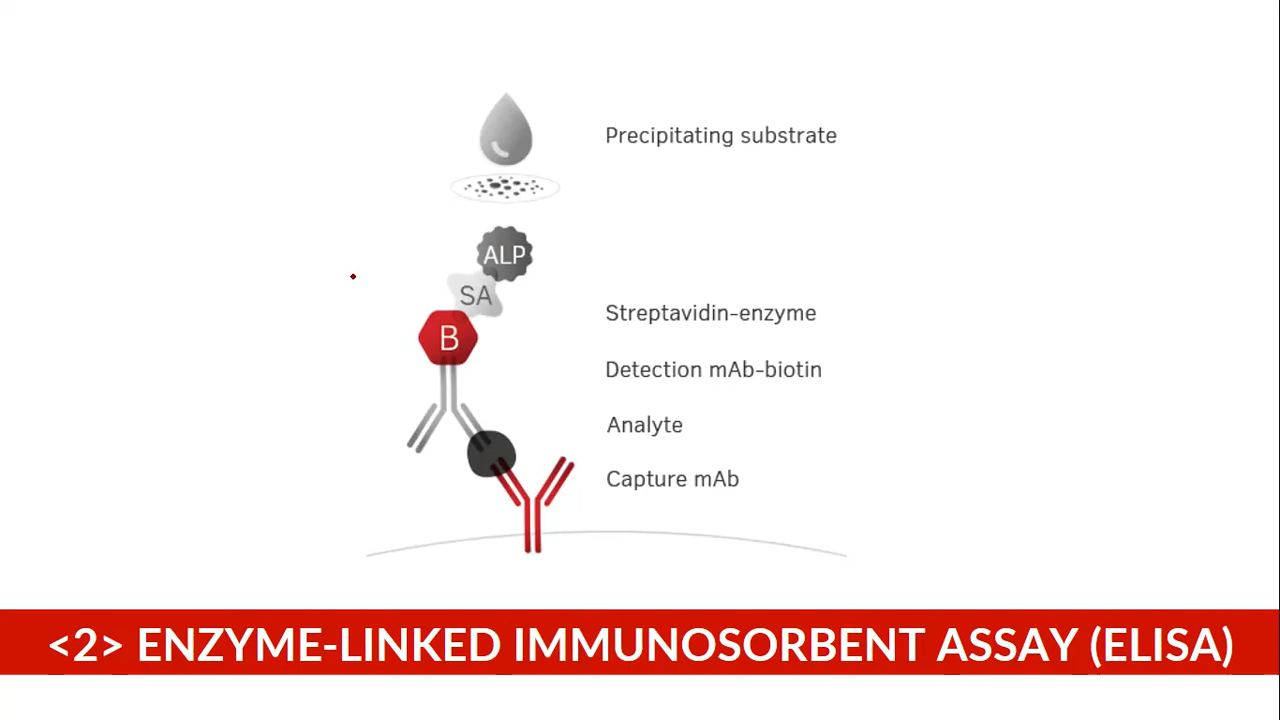 Precipitating substrate
ALP
SA
Streptavidin-enzyme
B
Detection mAb-biotin
Analyte
Capture mAb
<2> ENZYME-LINKED IMMUNOSORBENT ASSAY (ELISA)